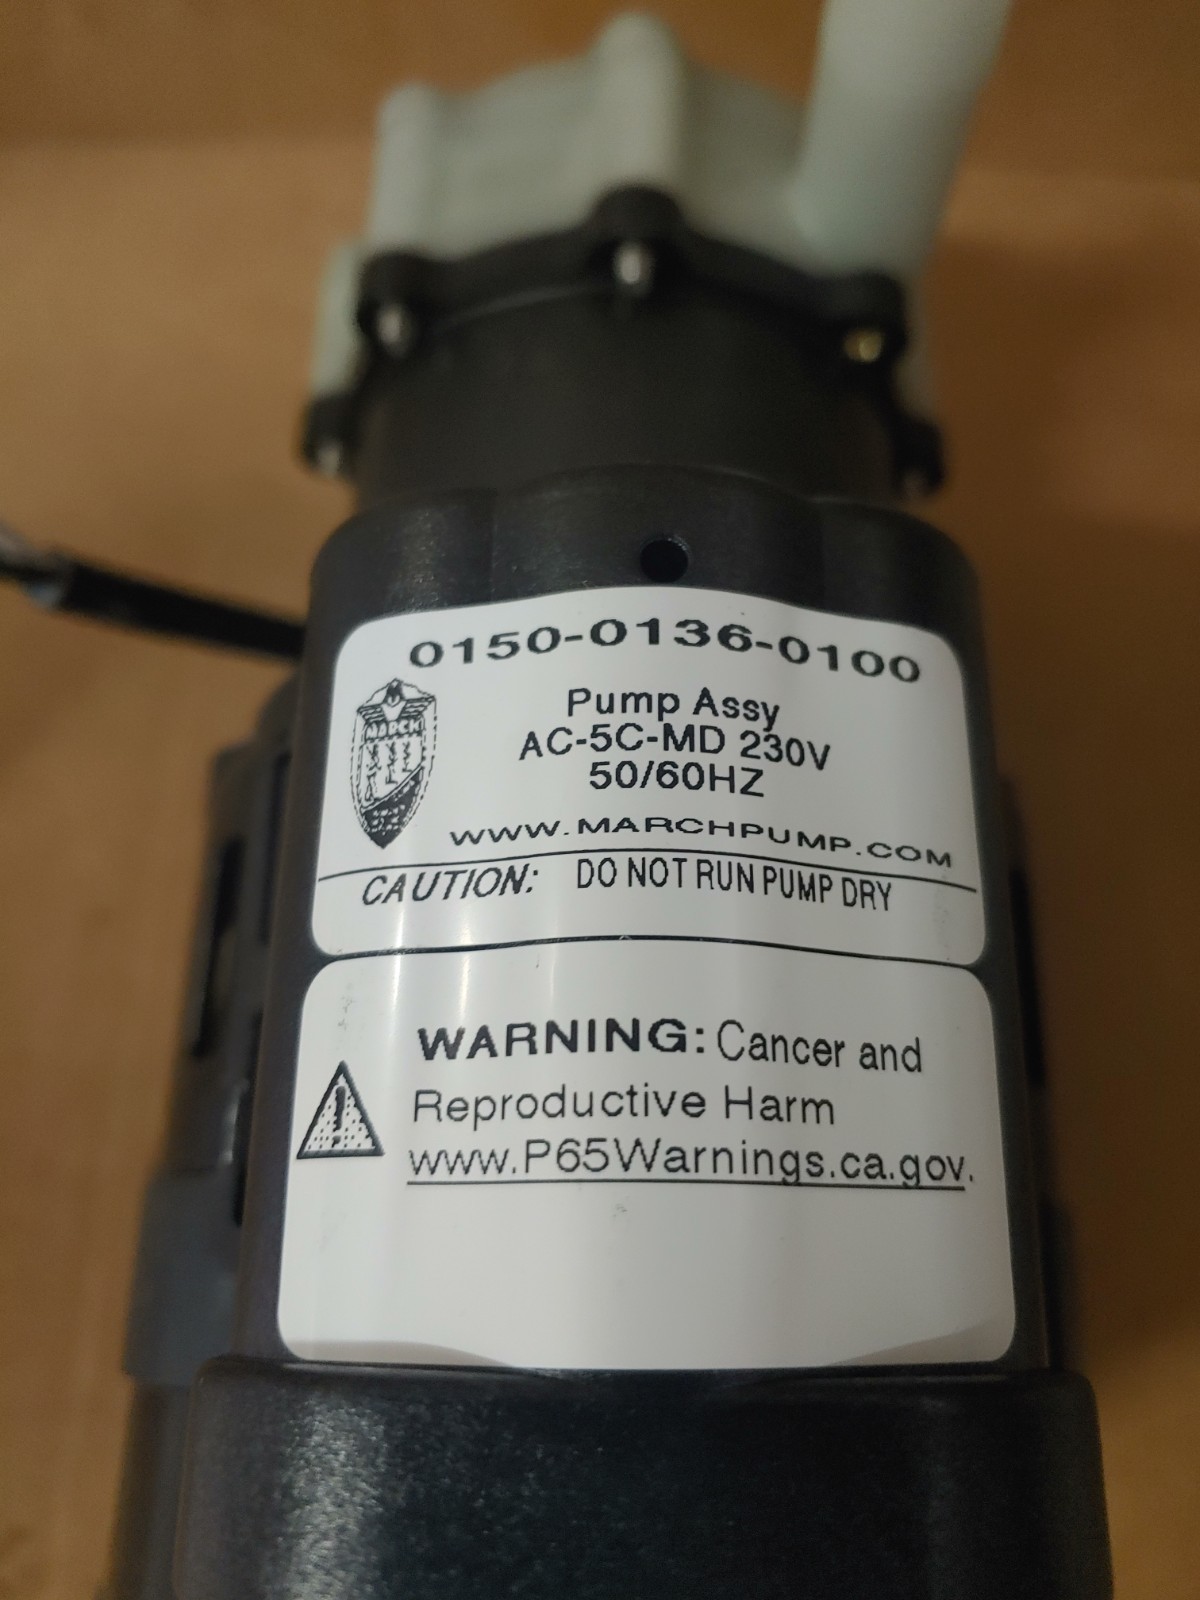 0150-0136-0100
MARCH
Pump Assy
AC-5C-MD 230V
50/60HZ
WWW.MARCHPUMP.COM
CAUTION: DO NOT RUN PUMP DRY
WARNING: Cancer and
Reproductive Harm
www.P65Warnings.ca.gov.